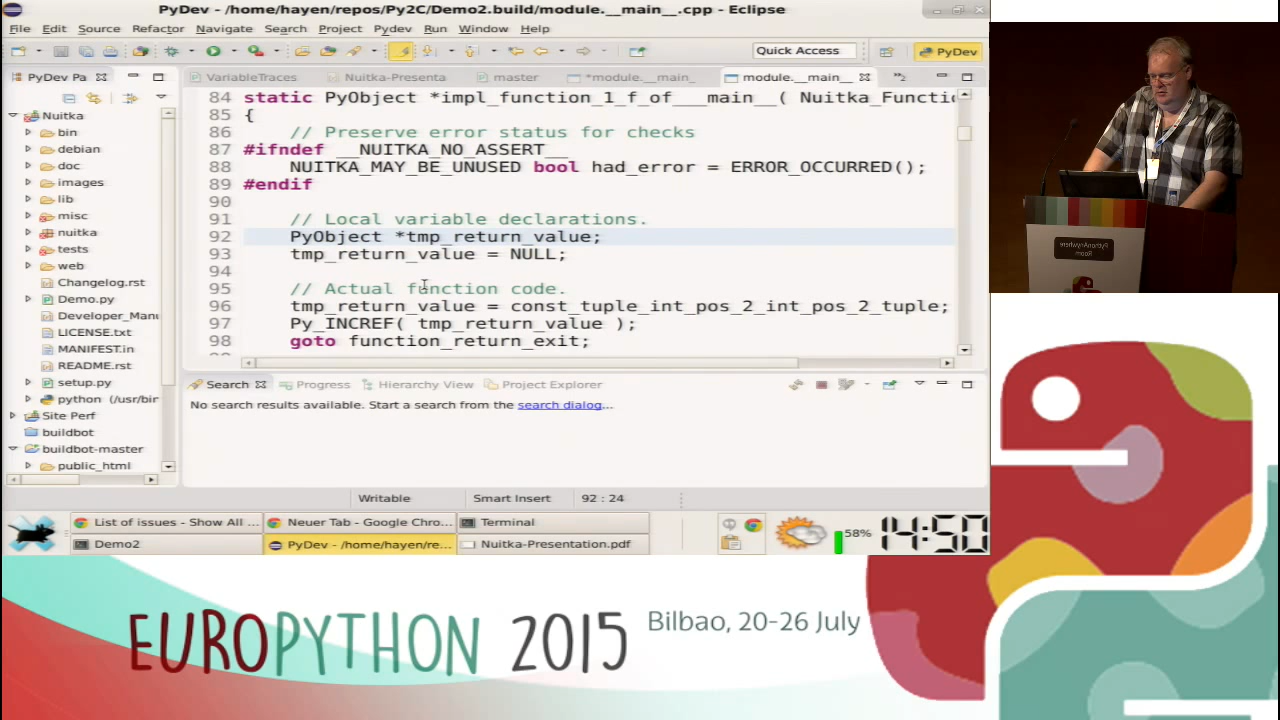 PyDev - /home/hayen/repos/Py2C/Demo2.build/module.__main__.cpp - Eclipse
File Edit Source Refactoring Navigate Search Project Pydev Run Window Help
Quick Access
PyDev
PyDev Pa
VariableTraces
Nuitka-Presenta
master
*module.__main_
module.__main__
Nuitka
bin
debian
doc
images
lib
misc
nuitka
tests
web
Changelog.rst
Demo.py
Developer_Manu
LICENSE.txt
MANIFEST.in
README.rst
setup.py
python (/usr/bin
Site Perf
buildbot
buildbot-master
public_html
84 static PyObject *impl_function_1_f_of___main__( Nuitka_Functio
85 {
86 // Preserve error status for checks
87 #ifndef __NUITKA_NO_ASSERT__
88 NUITKA_MAY_BE_UNUSED bool had_error = ERROR_OCCURRED();
89 #endif
90
91 // Local variable declarations.
92 PyObject *tmp_return_value;
93 tmp_return_value = NULL;
94
95 // Actual function code.
96 tmp_return_value = const_tuple_int_pos_2_int_pos_2_tuple;
97 Py_INCREF( tmp_return_value );
98 goto function_return_exit;
Search Progress Hierarchy View Project Explorer
No search results available. Start a search from the search dialog...
Writable Smart Insert 92 : 24
List of issues - Show All ...
Neuer Tab - Google Chro...
Terminal
Demo2
PyDev - /home/hayen/re...
Nuitka-Presentation.pdf
58%
14:50
PythonAnywhere
Room
EUROPYTHON 2015
Bilbao, 20-26 July